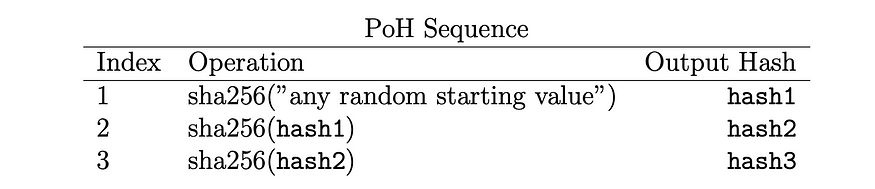 PoH Sequence
Index Operation Output Hash
1 sha256(”any random starting value”) hash1
2 sha256(hash1) hash2
3 sha256(hash2) hash3